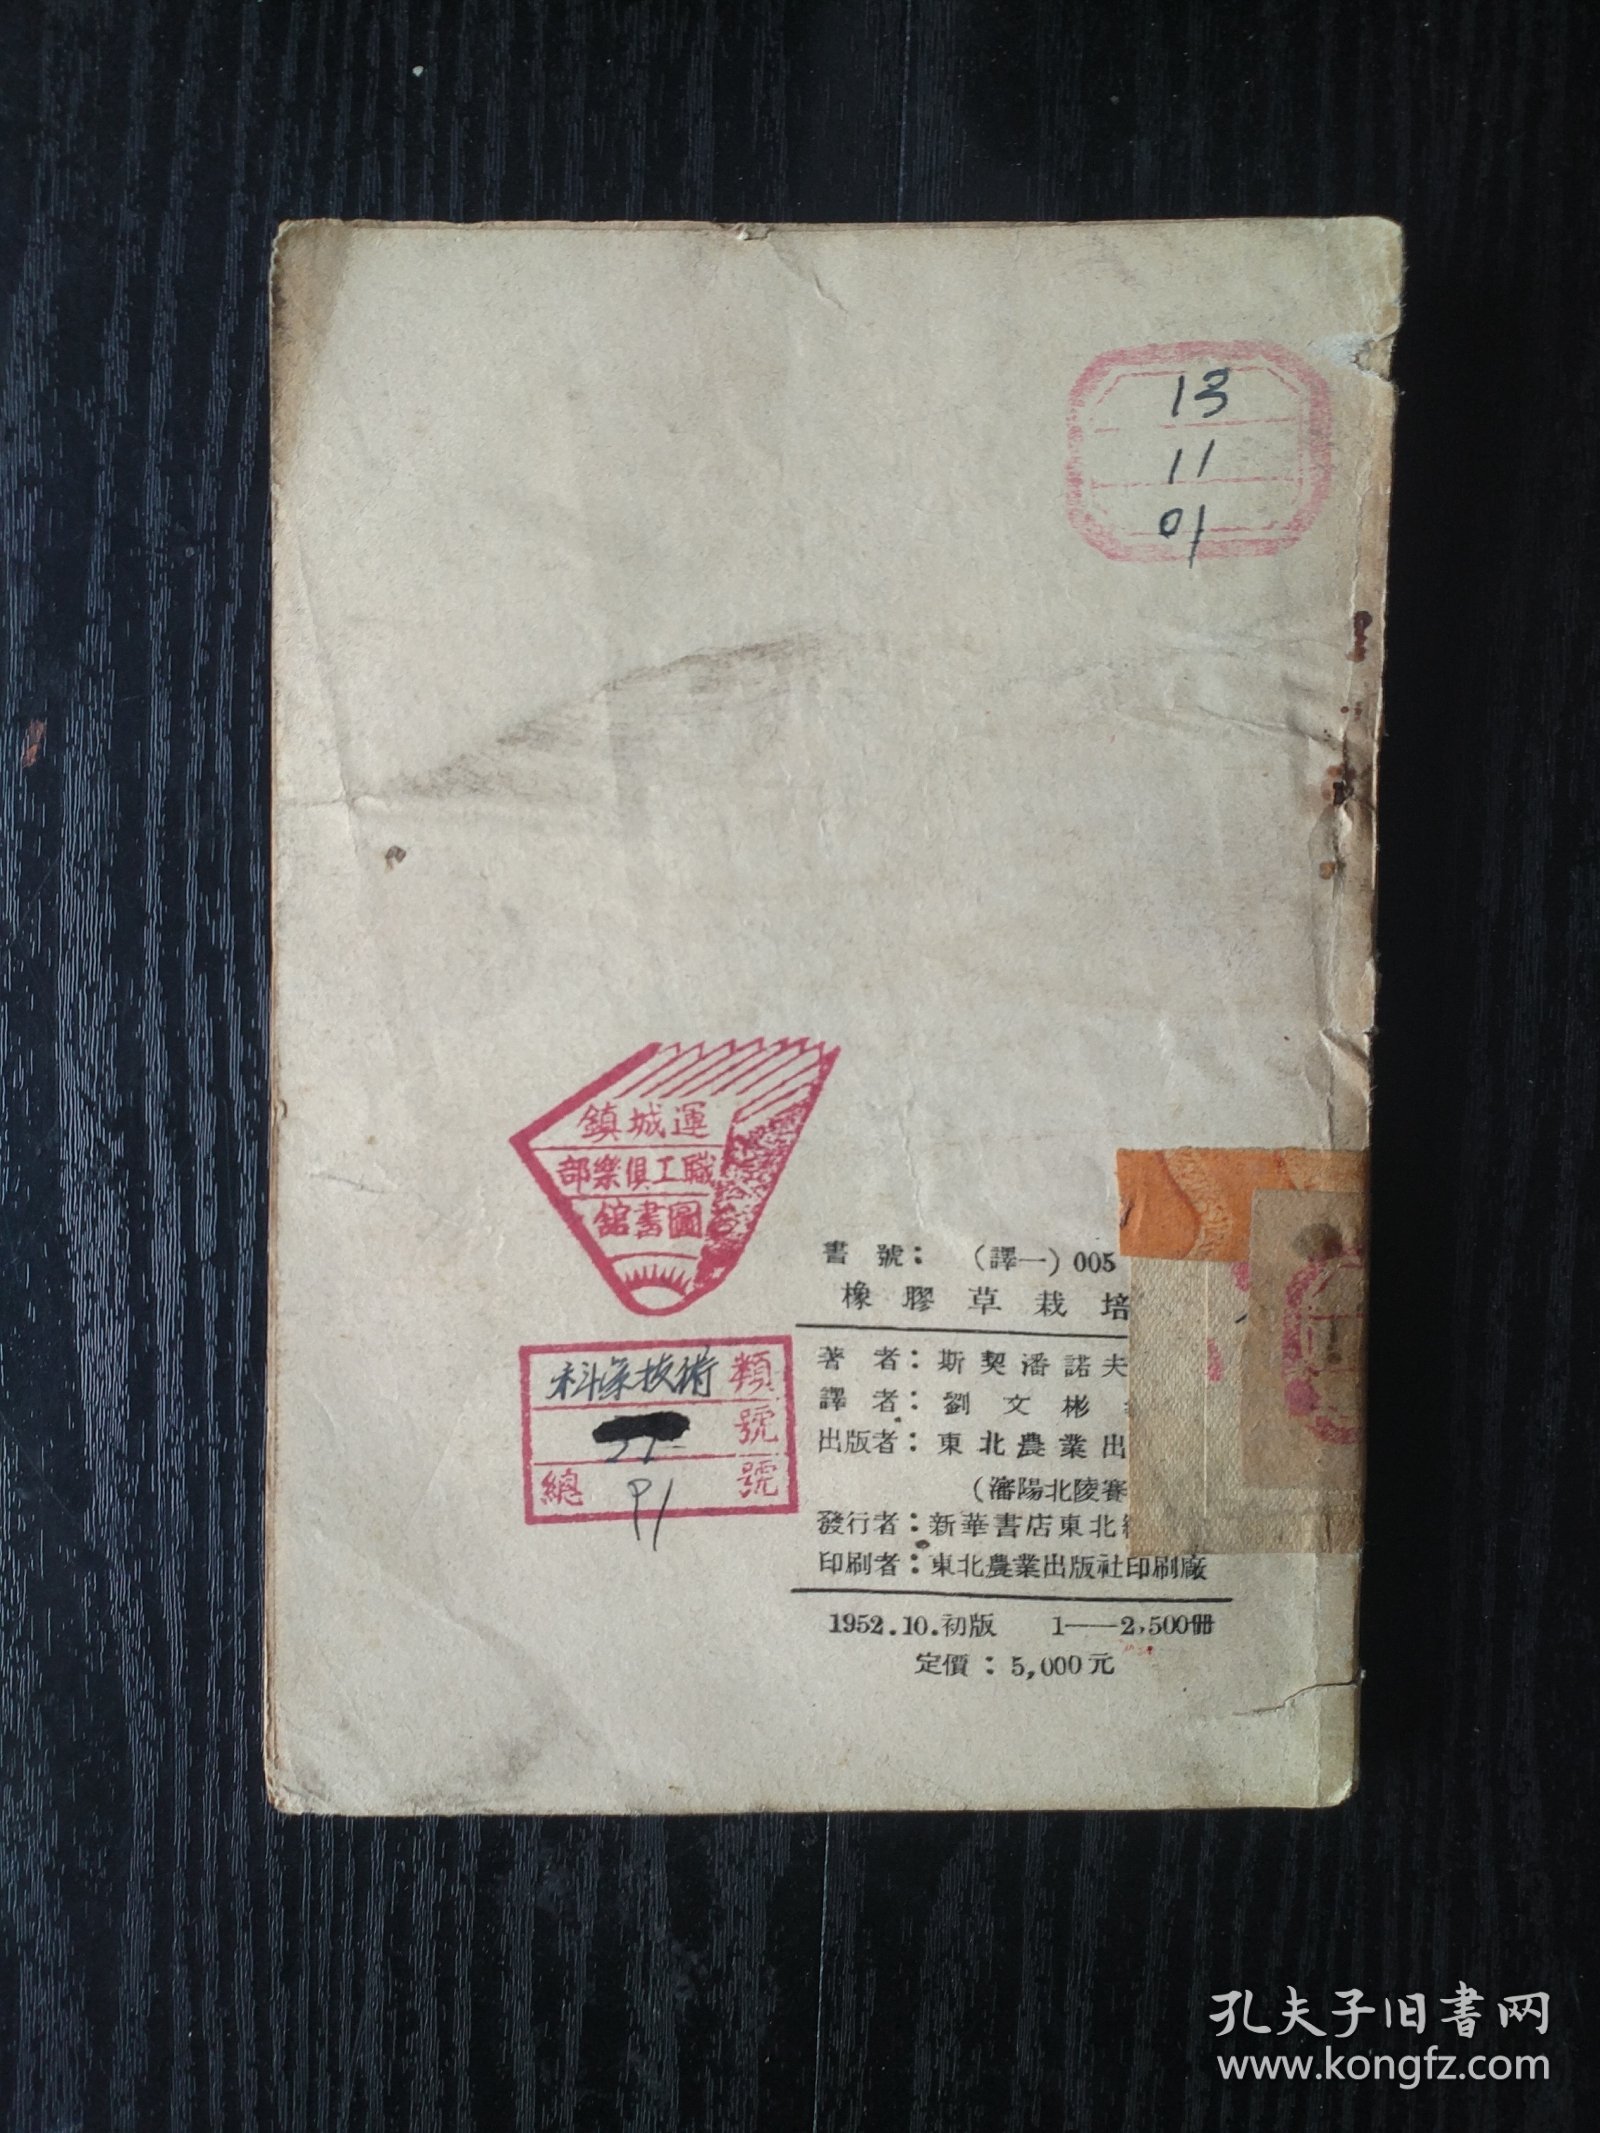 13
11
01
鎮城運
部樂俱工職
館書圖
書號：（譯一）005
橡膠草栽培
著者：斯契潘諾夫
譯者：劉文彬
出版者：東北農業出
(瀋陽北陵賽
發行者：新華書店東北
印刷者：東北農業出版社印刷廠
1952.10.初版 1——2,500冊
定價：5,000元
科学技術 類
號
總 P1 號
孔夫子旧书网
www.kongfz.com